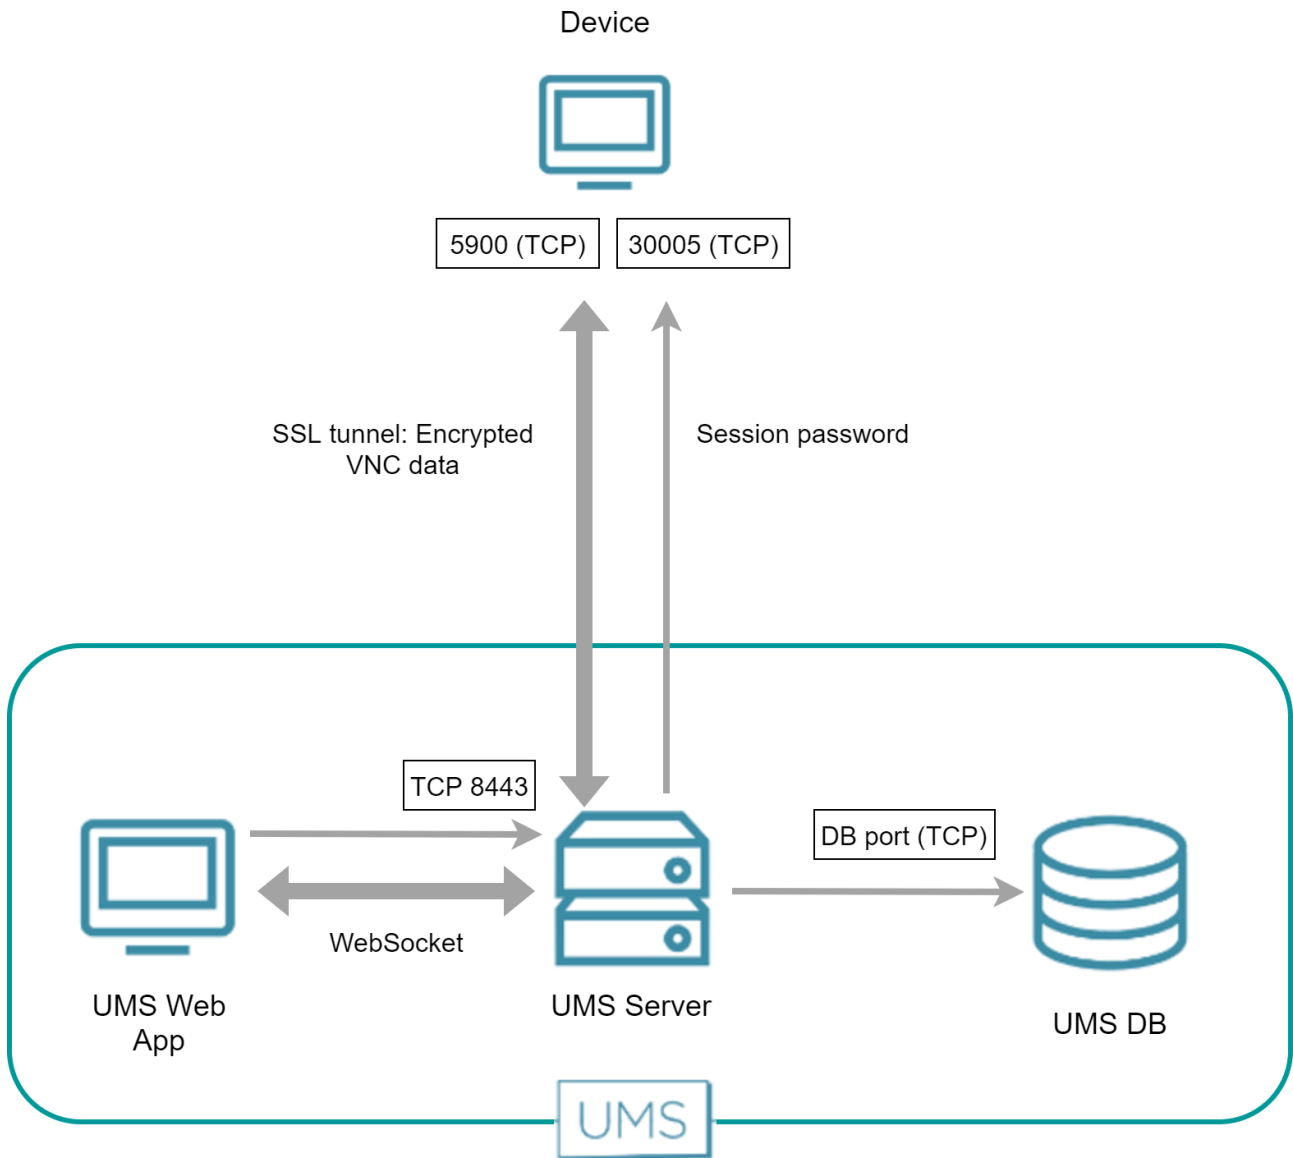 Device
5900 (TCP)
30005 (TCP)
SSL tunnel: Encrypted
VNC data
Session password
TCP 8443
DB port (TCP)
WebSocket
UMS Web
App
UMS Server
UMS DB
UMS